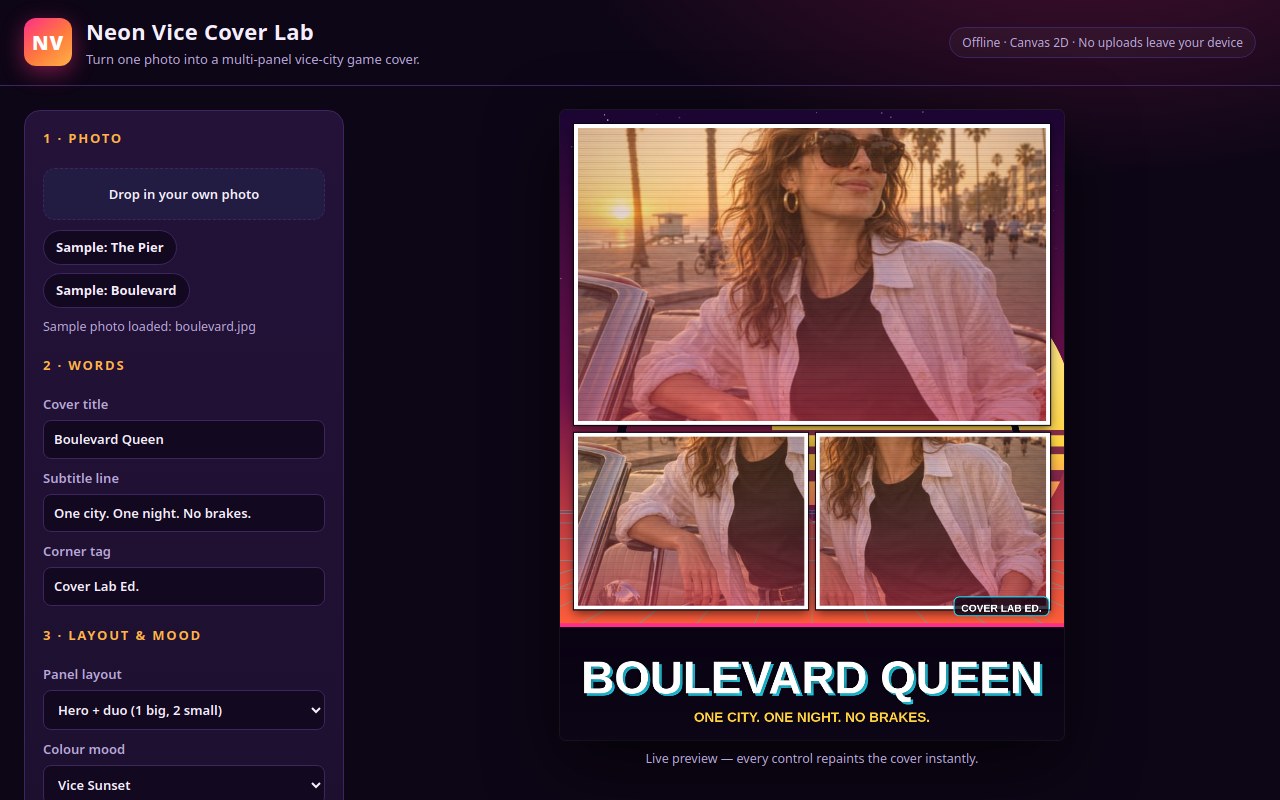 NV
Neon Vice Cover Lab
Turn one photo into a multi-panel vice-city game cover.
Offline · Canvas 2D · No uploads leave your device
1 · PHOTO
Drop in your own photo
Sample: The Pier
Sample: Boulevard
Sample photo loaded: boulevard.jpg
2 · WORDS
Cover title
Boulevard Queen
Subtitle line
One city. One night. No brakes.
Corner tag
Cover Lab Ed.
3 · LAYOUT & MOOD
Panel layout
Hero + duo (1 big, 2 small)
Colour mood
Vice Sunset
COVER LAB ED.
BOULEVARD QUEEN
ONE CITY. ONE NIGHT. NO BRAKES.
Live preview — every control repaints the cover instantly.